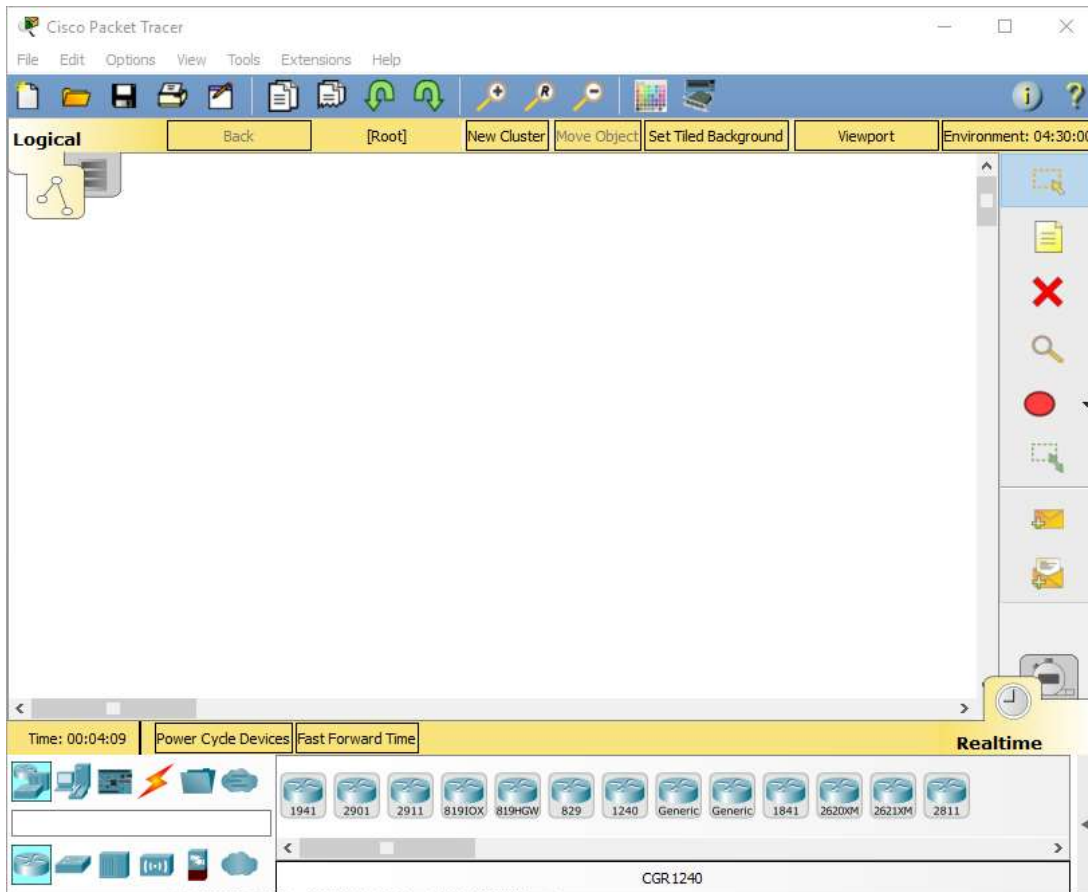 Cisco Packet Tracer
File Edit Options View Tools Extensions Help
Logical Back [Root] New Cluster Move Object Set Tiled Background Viewport Environment: 04:30:00
Time: 00:04:09 Power Cycle Devices Fast Forward Time Realtime
1941 2901 2911 819IOX 819HGW 829 1240 Generic Generic 1841 2620XM 2621XM 2811
CGR1240